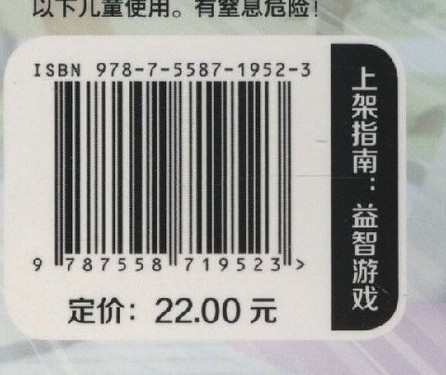 以下儿童使用。有窒息危险！
ISBN 978-7-5587-1952-3
9 787558 719523 >
定价：22.00 元
上架指南：益智游戏